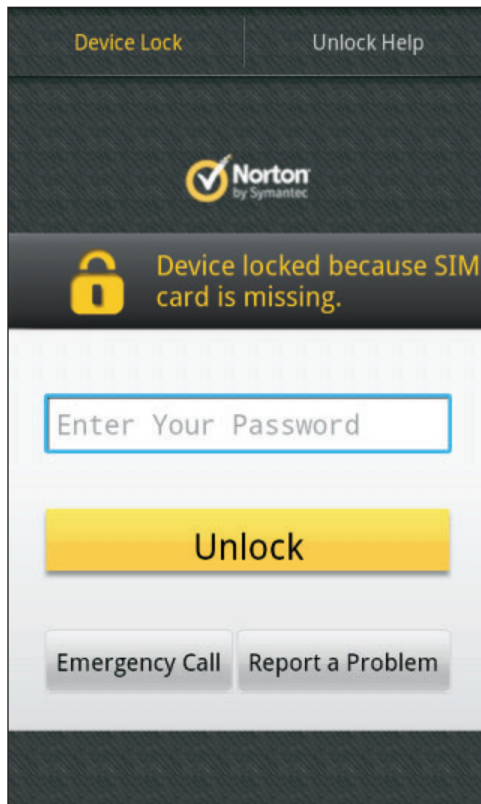 Device Lock Unlock Help
Norton
by Symantec
Device locked because SIM
card is missing.
Enter Your Password
Unlock
Emergency Call Report a Problem